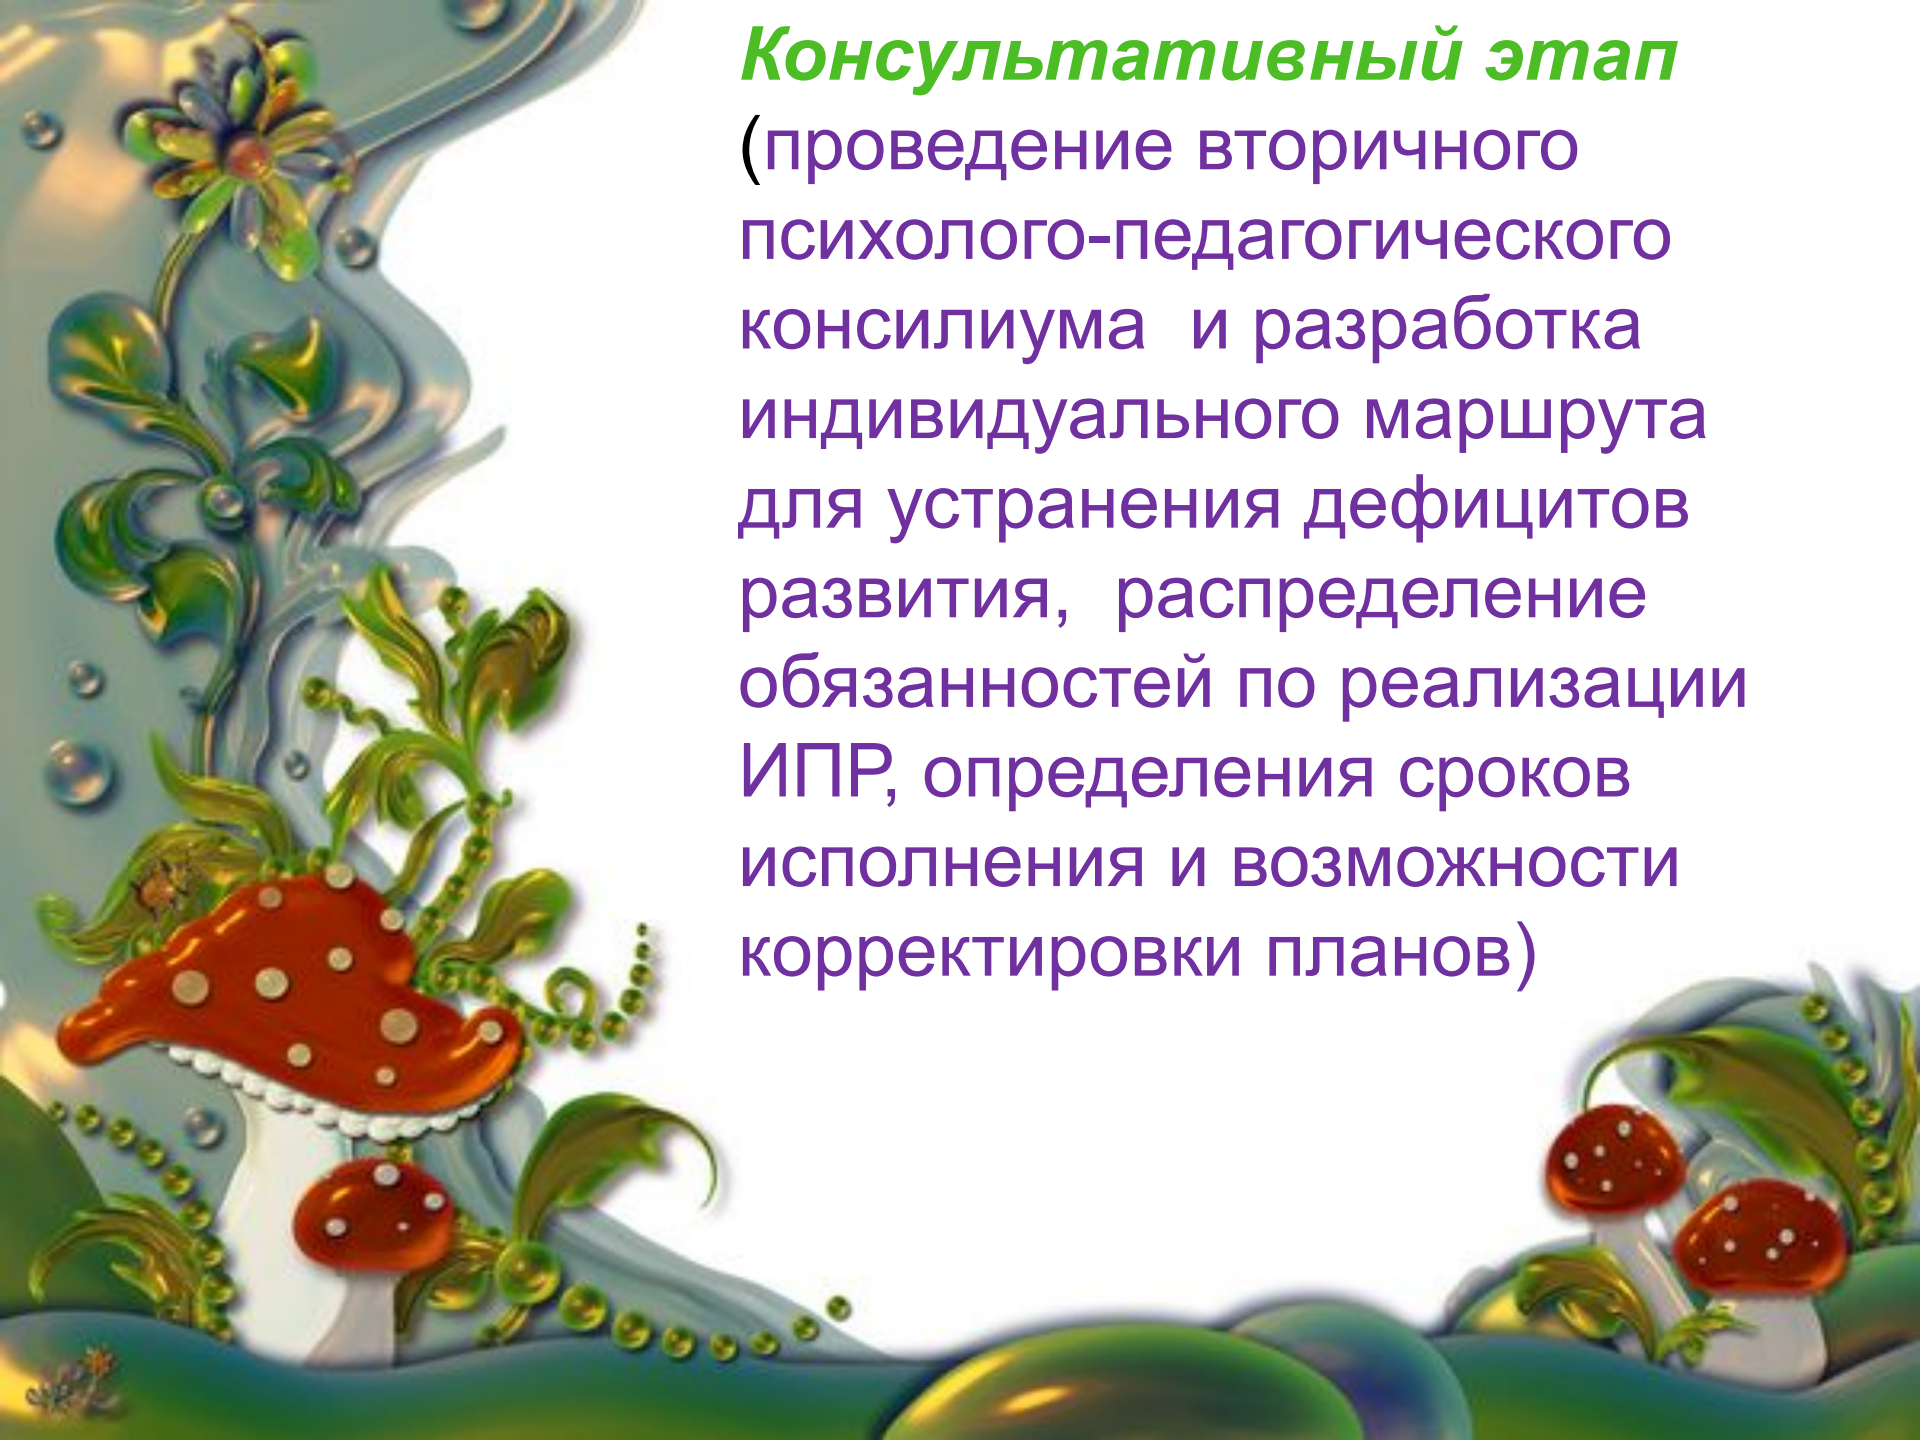 Консультативный этап
(проведение вторичного
психолого-педагогического
консилиума  и разработка
индивидуального маршрута
для устранения дефицитов
развития,  распределение
обязанностей по реализации
ИПР, определения сроков
исполнения и возможности
корректировки планов)